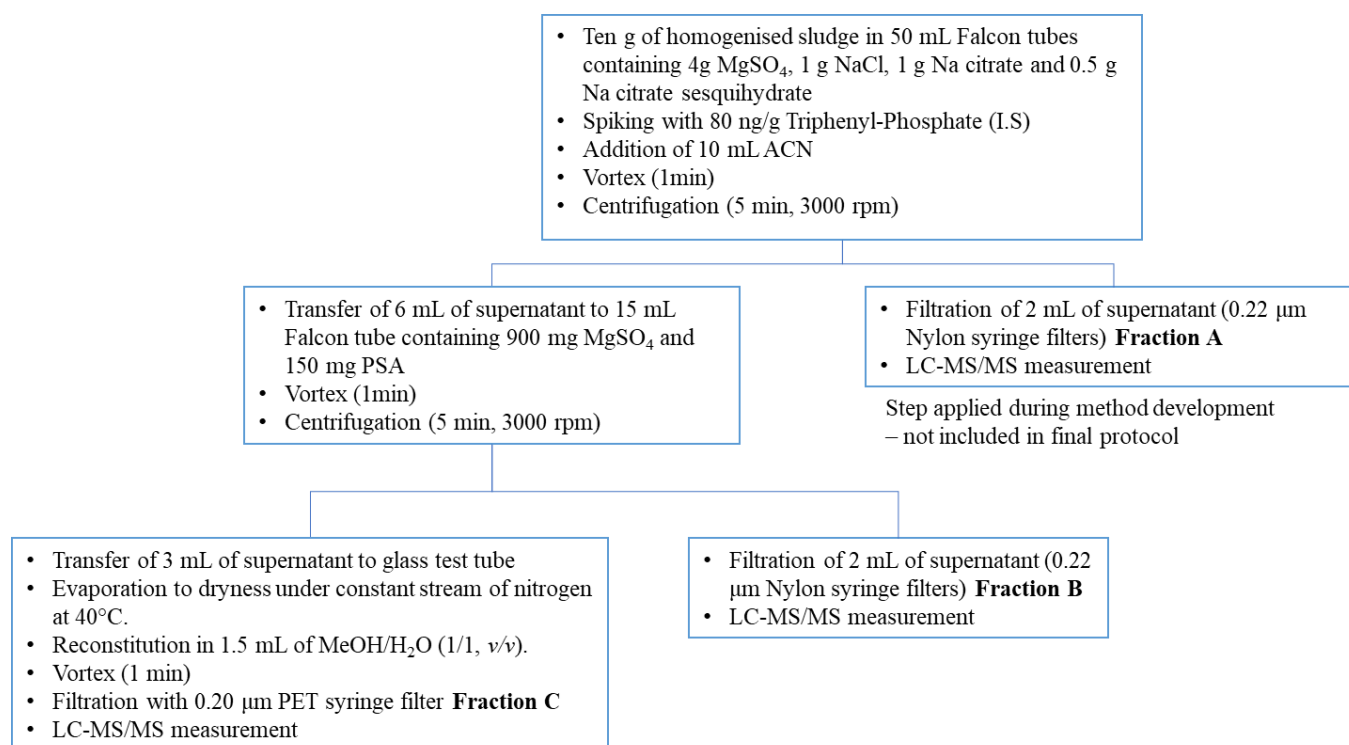 • Ten g of homogenised sludge in 50 mL Falcon tubes
containing 4g MgSO₄, 1 g NaCl, 1 g Na citrate and 0.5 g
Na citrate sesquihydrate
• Spiking with 80 ng/g Triphenyl-Phosphate (I.S)
• Addition of 10 mL ACN
• Vortex (1min)
• Centrifugation (5 min, 3000 rpm)
• Transfer of 6 mL of supernatant to 15 mL
Falcon tube containing 900 mg MgSO₄ and
150 mg PSA
• Vortex (1min)
• Centrifugation (5 min, 3000 rpm)
• Filtration of 2 mL of supernatant (0.22 μm
Nylon syringe filters) Fraction A
• LC-MS/MS measurement
Step applied during method development
– not included in final protocol
• Transfer of 3 mL of supernatant to glass test tube
• Evaporation to dryness under constant stream of nitrogen
at 40°C.
• Reconstitution in 1.5 mL of MeOH/H₂O (1/1, v/v).
• Vortex (1 min)
• Filtration with 0.20 μm PET syringe filter Fraction C
• LC-MS/MS measurement
• Filtration of 2 mL of supernatant (0.22
μm Nylon syringe filters) Fraction B
• LC-MS/MS measurement